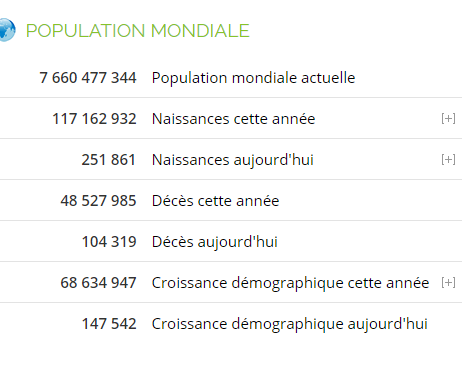 POPULATION MONDIALE
7 660 477 344 Population mondiale actuelle
117 162 932 Naissances cette année [+]
251 861 Naissances aujourd'hui [+]
48 527 985 Décès cette année
104 319 Décès aujourd'hui
68 634 947 Croissance démographique cette année [+]
147 542 Croissance démographique aujourd'hui